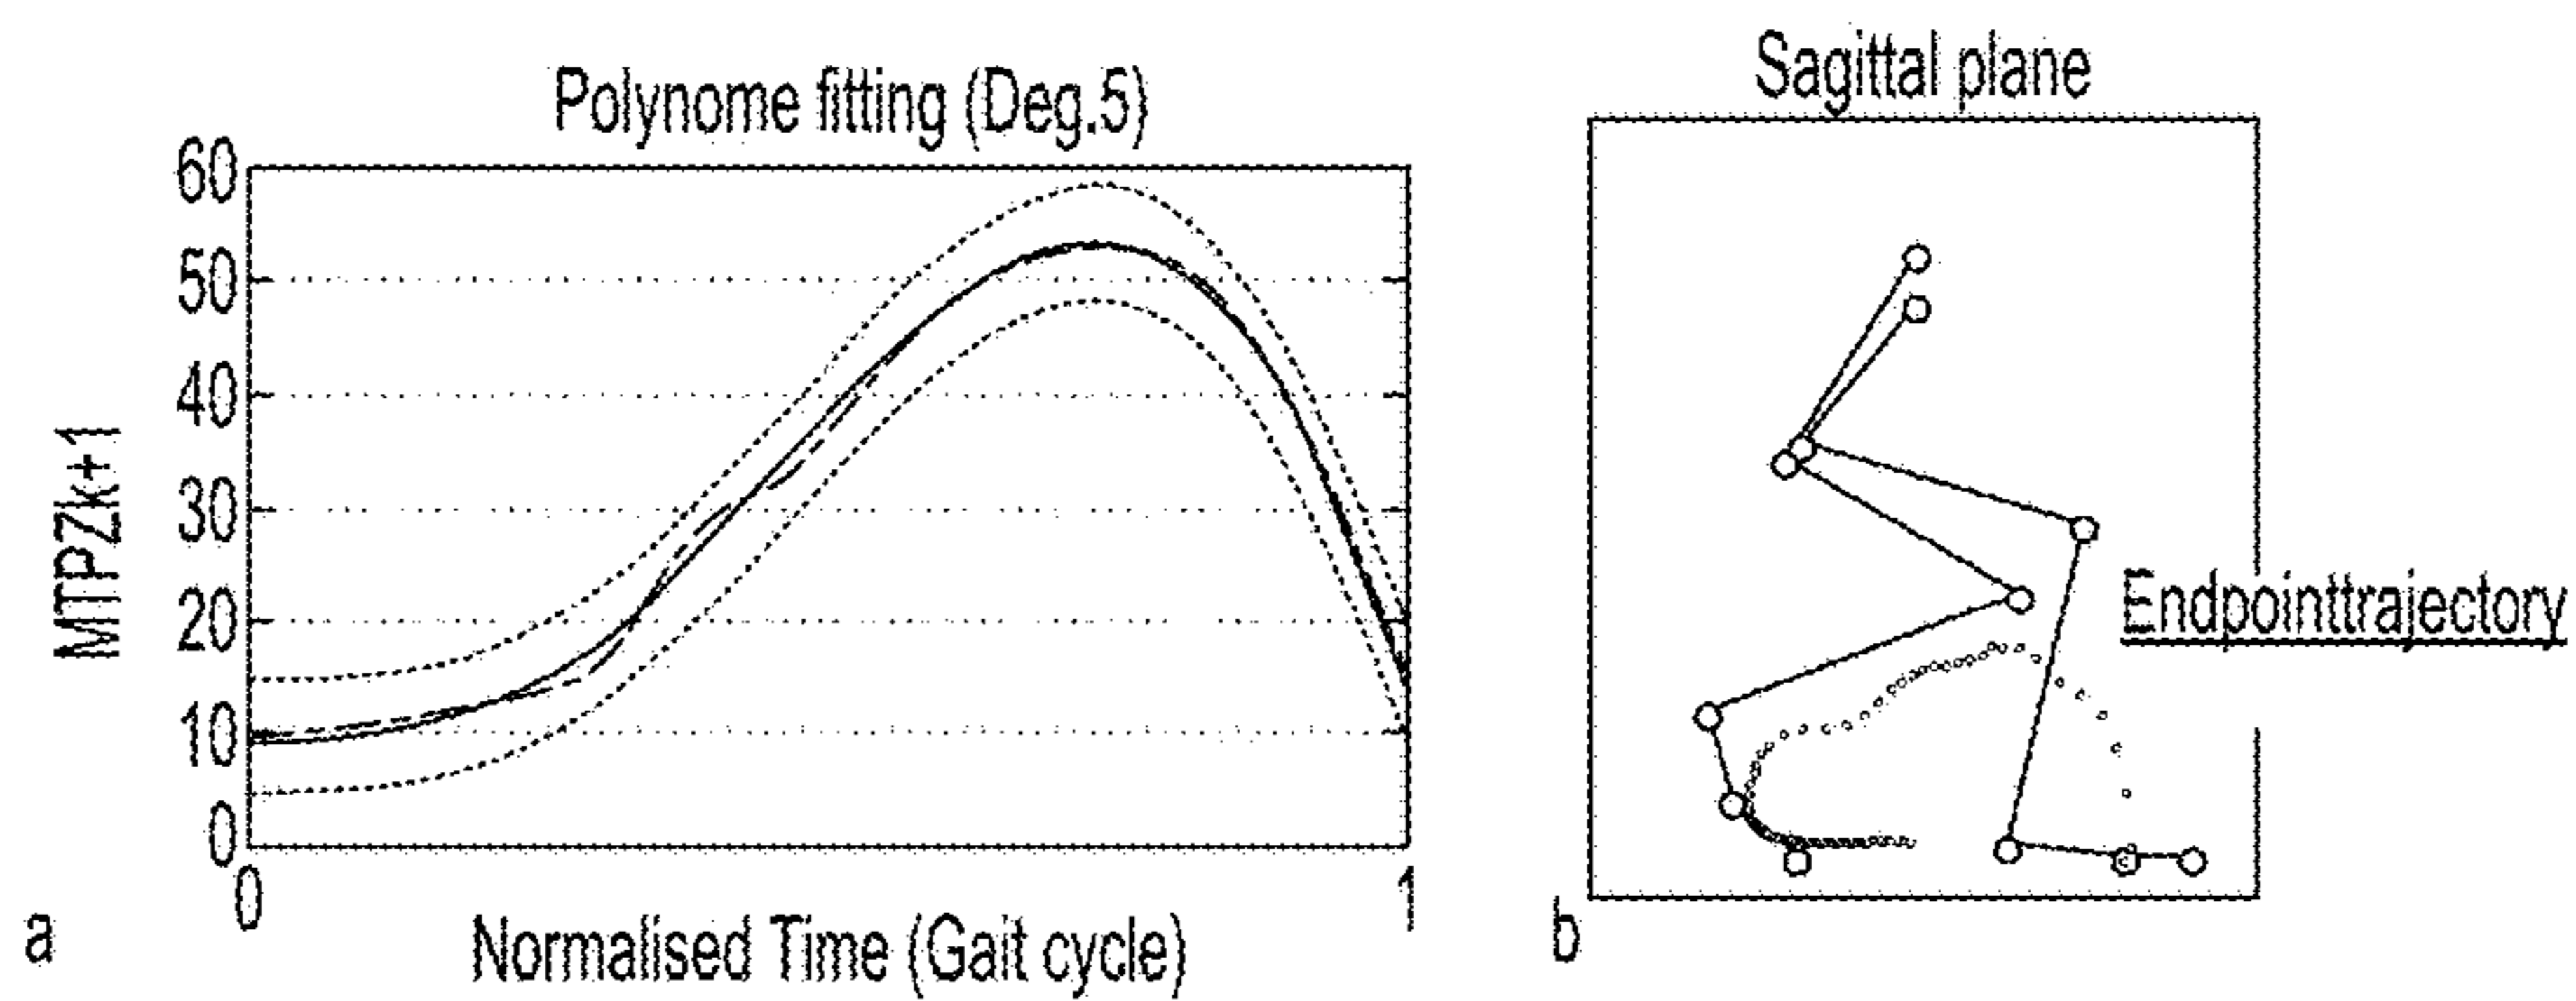 Polynome fitting (Deg.5)
60
50
40
30
20
10
0
MTPZk+1
0
1
Normalised Time (Gait cycle)
a
Sagittal plane
Endpointtrajectory
b